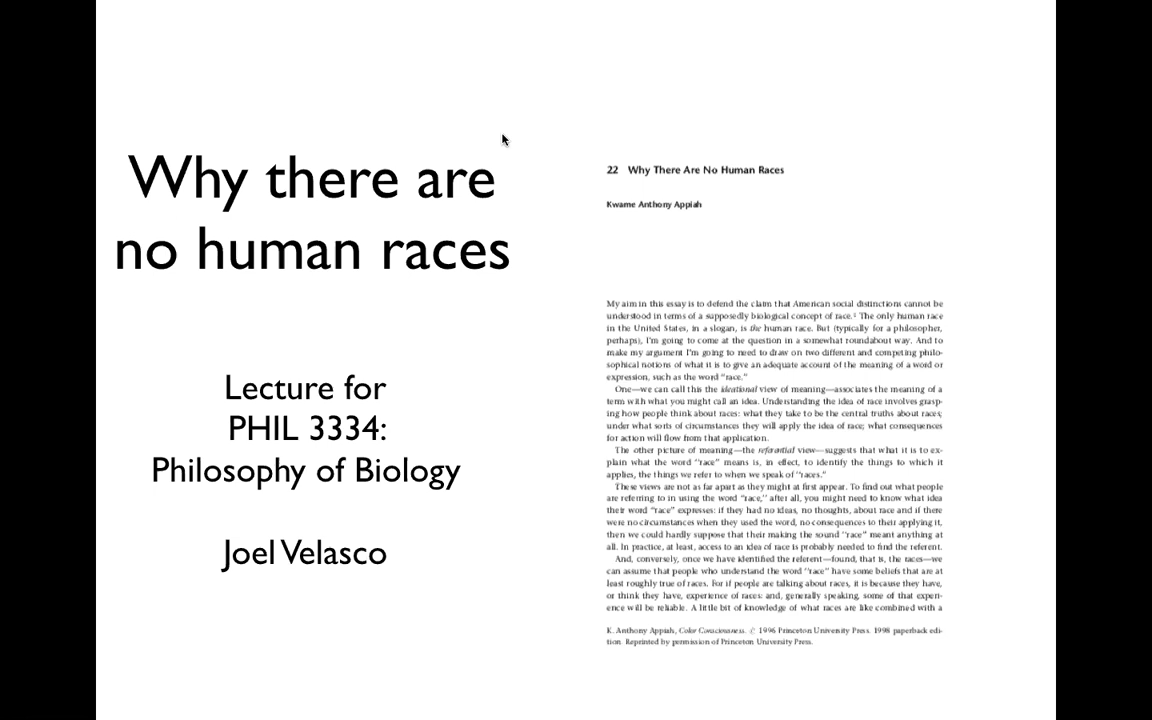 Why there are
no human races
Lecture for
PHIL 3334:
Philosophy of Biology
Joel Velasco
22 Why There Are No Human Races
Kwame Anthony Appiah
My aim in this essay is to defend the claim that American social distinctions cannot be
understood in terms of a supposedly biological concept of race.¹ The only human race
in the United States, in a slogan, is the human race. But (typically for a philosopher,
perhaps), I'm going to come at the question in a somewhat roundabout way. And to
make my argument I'm going to need to draw on two different and competing philo-
sophical notions of what it is to give an adequate account of the meaning of a word or
expression, such as the word "race."
One—we can call this the ideational view of meaning—associates the meaning of a
term with what you might call an idea. Understanding the idea of race involves grasp-
ing how people think about races: what they take to be the central truths about races;
under what sorts of circumstances they will apply the idea of race; what consequences
for action will flow from that application.
The other picture of meaning—the referential view—suggests that what it is to ex-
plain what the word "race" means is, in effect, to identify the things to which it
applies, the things we refer to when we speak of "races."
These views are not as far apart as they might at first appear. To find out what people
are referring to in using the word "race," after all, you might need to know what idea
their word "race" expresses: if they had no ideas, no thoughts, about race and if there
were no circumstances when they used the word, no consequences to their applying it,
then we could hardly suppose that their making the sound "race" meant anything at
all. In practice, at least, access to an idea of race is probably needed to find the referent.
And, conversely, once we have identified the referent—found, that is, the races—we
can assume that people who understand the word "race" have some beliefs that are at
least roughly true of races. For if people are talking about races, it is because they have,
or think they have, experience of races: and, generally speaking, some of that experi-
ence will be reliable. A little bit of knowledge of what races are like combined with a
K. Anthony Appiah, Color Consciousness. © 1996 Princeton University Press. 1998 paperback edi-
tion. Reprinted by permission of Princeton University Press.